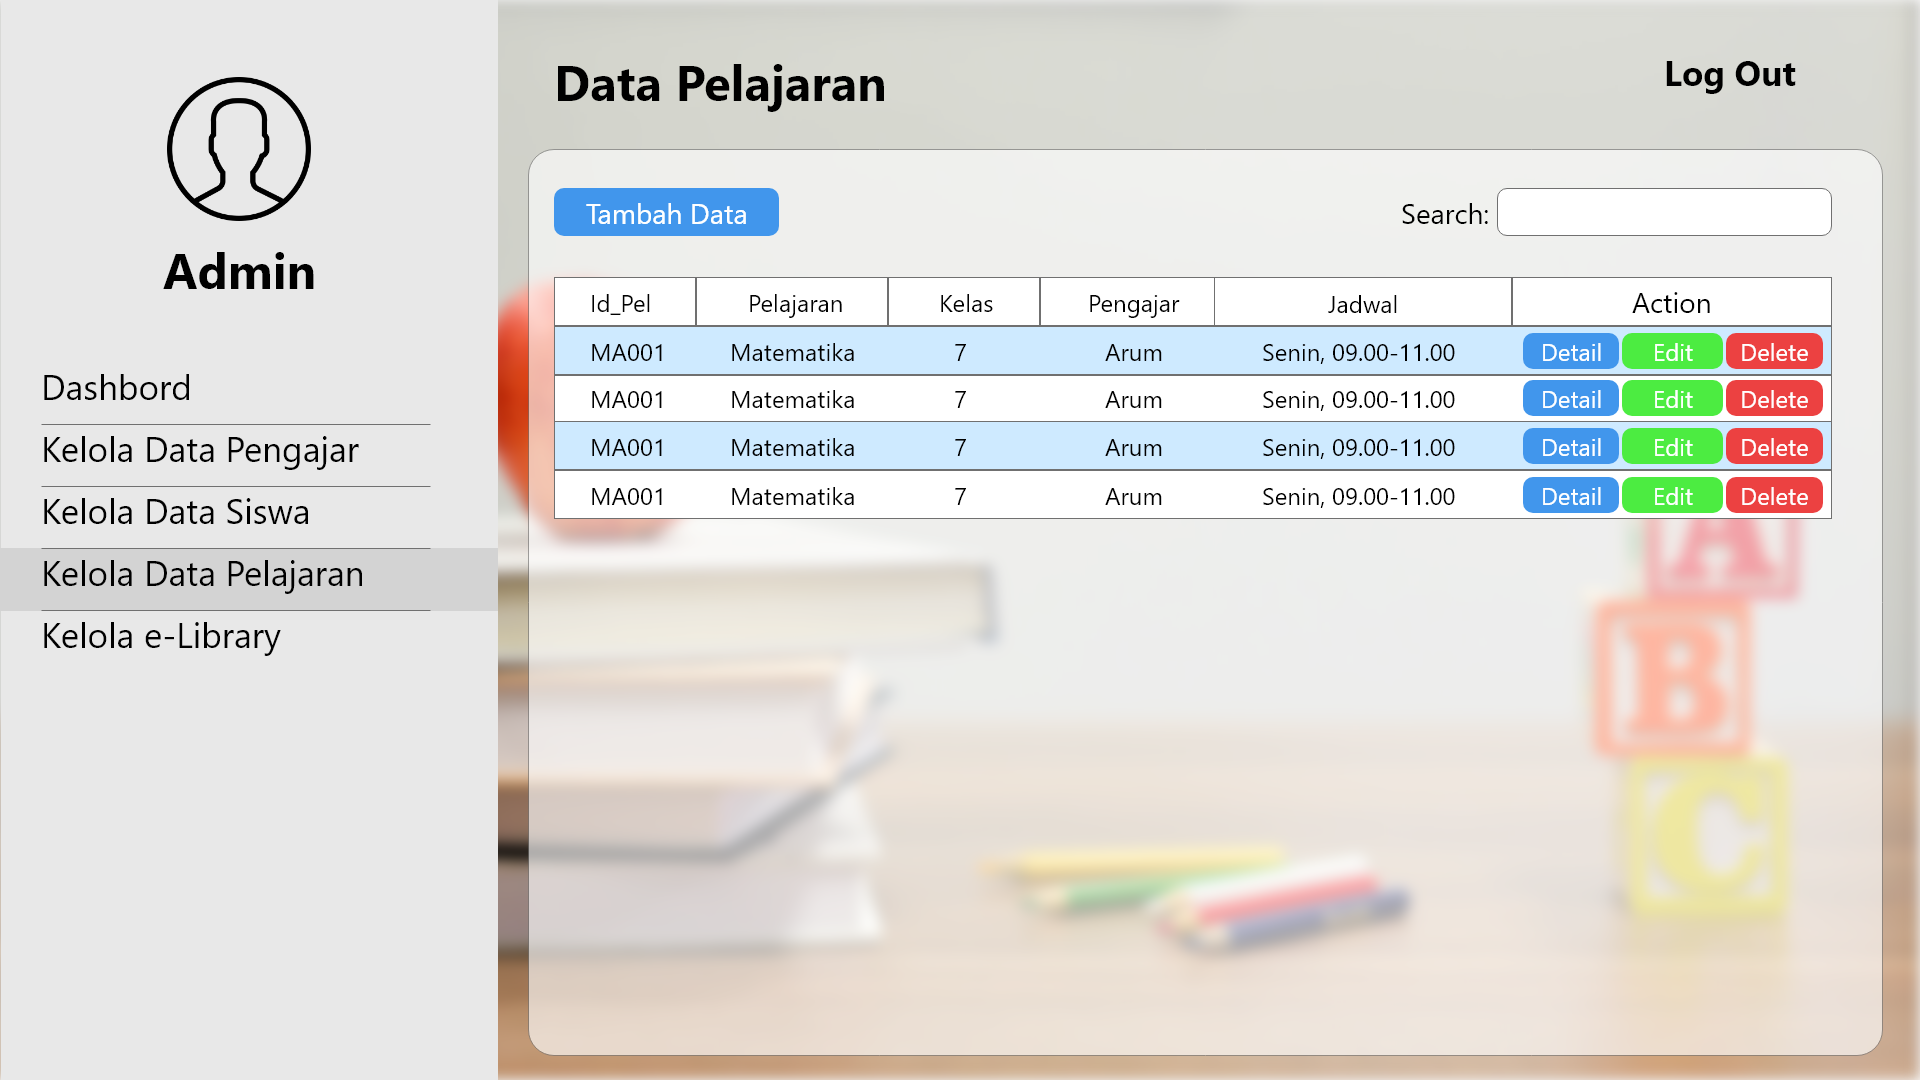 Admin
Dashbord
Kelola Data Pengajar
Kelola Data Siswa
Kelola Data Pelajaran
Kelola e-Library
Data Pelajaran
Log Out
Tambah Data
Search:
Id_Pel Pelajaran Kelas Pengajar Jadwal Action
MA001 Matematika 7 Arum Senin, 09.00-11.00 Detail Edit Delete
MA001 Matematika 7 Arum Senin, 09.00-11.00 Detail Edit Delete
MA001 Matematika 7 Arum Senin, 09.00-11.00 Detail Edit Delete
MA001 Matematika 7 Arum Senin, 09.00-11.00 Detail Edit Delete
A
B
C